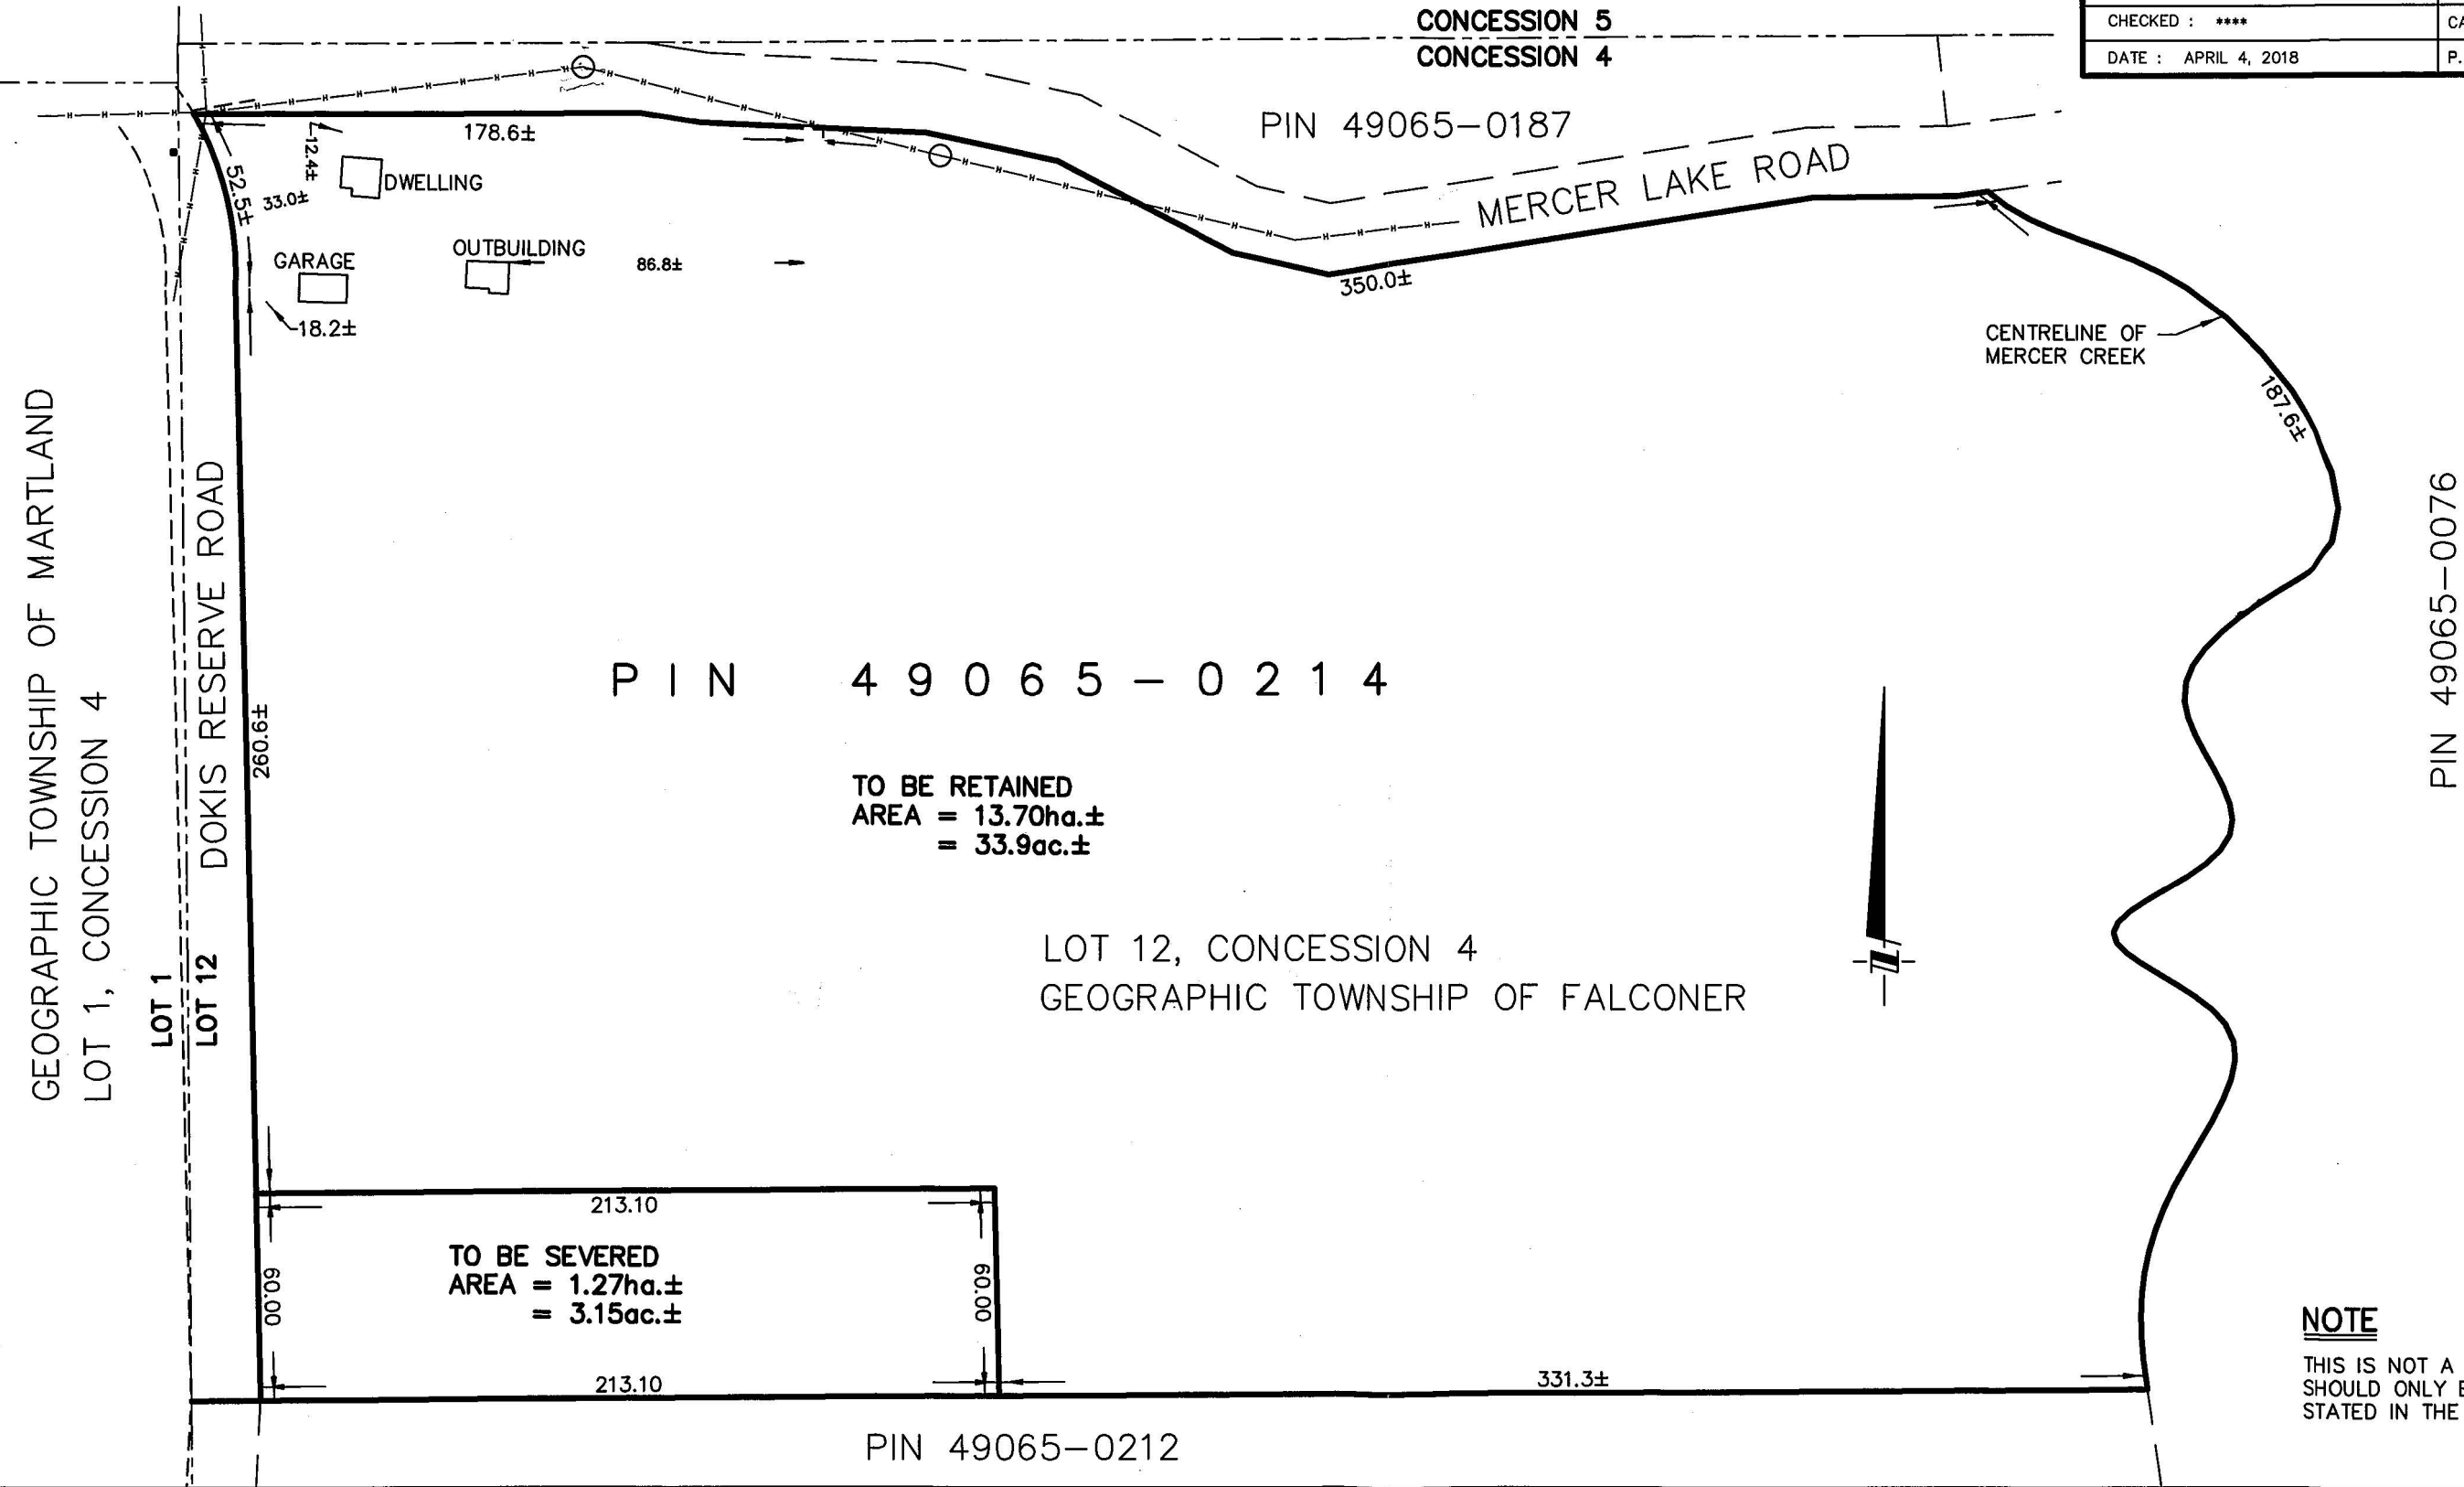 CONCESSION 5
CONCESSION 4
CHECKED : ****
DATE : APRIL 4, 2018
P.
PIN 49065-0187
MERCER LAKE ROAD
178.6±
12.4±
52.5±
33.0±
DWELLING
GARAGE
OUTBUILDING
86.8±
18.2±
350.0±
CENTRELINE OF
MERCER CREEK
187.6±
GEOGRAPHIC TOWNSHIP OF MARTLAND
LOT 1, CONCESSION 4
LOT 1
LOT 12
DOKIS RESERVE ROAD
260.6±
PIN 49065-0214
TO BE RETAINED
AREA = 13.70ha.±
= 33.9ac.±
LOT 12, CONCESSION 4
GEOGRAPHIC TOWNSHIP OF FALCONER
PIN 49065-0076
213.10
TO BE SEVERED
AREA = 1.27ha.±
= 3.15ac.±
60.00
60.00
213.10
331.3±
PIN 49065-0212
NOTE
THIS IS NOT A
SHOULD ONLY
STATED IN THE